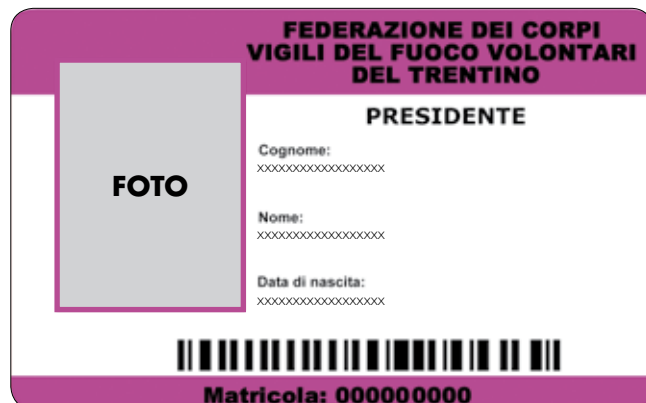 FEDERAZIONE DEI CORPI
VIGILI DEL FUOCO VOLONTARI
DEL TRENTINO
PRESIDENTE
FOTO
Cognome:
XXXXXXXXXXXXXXXXXX
Nome:
XXXXXXXXXXXXXXXXXX
Data di nascita:
XXXXXXXXXXXXXXXXXX
Matricola: 000000000